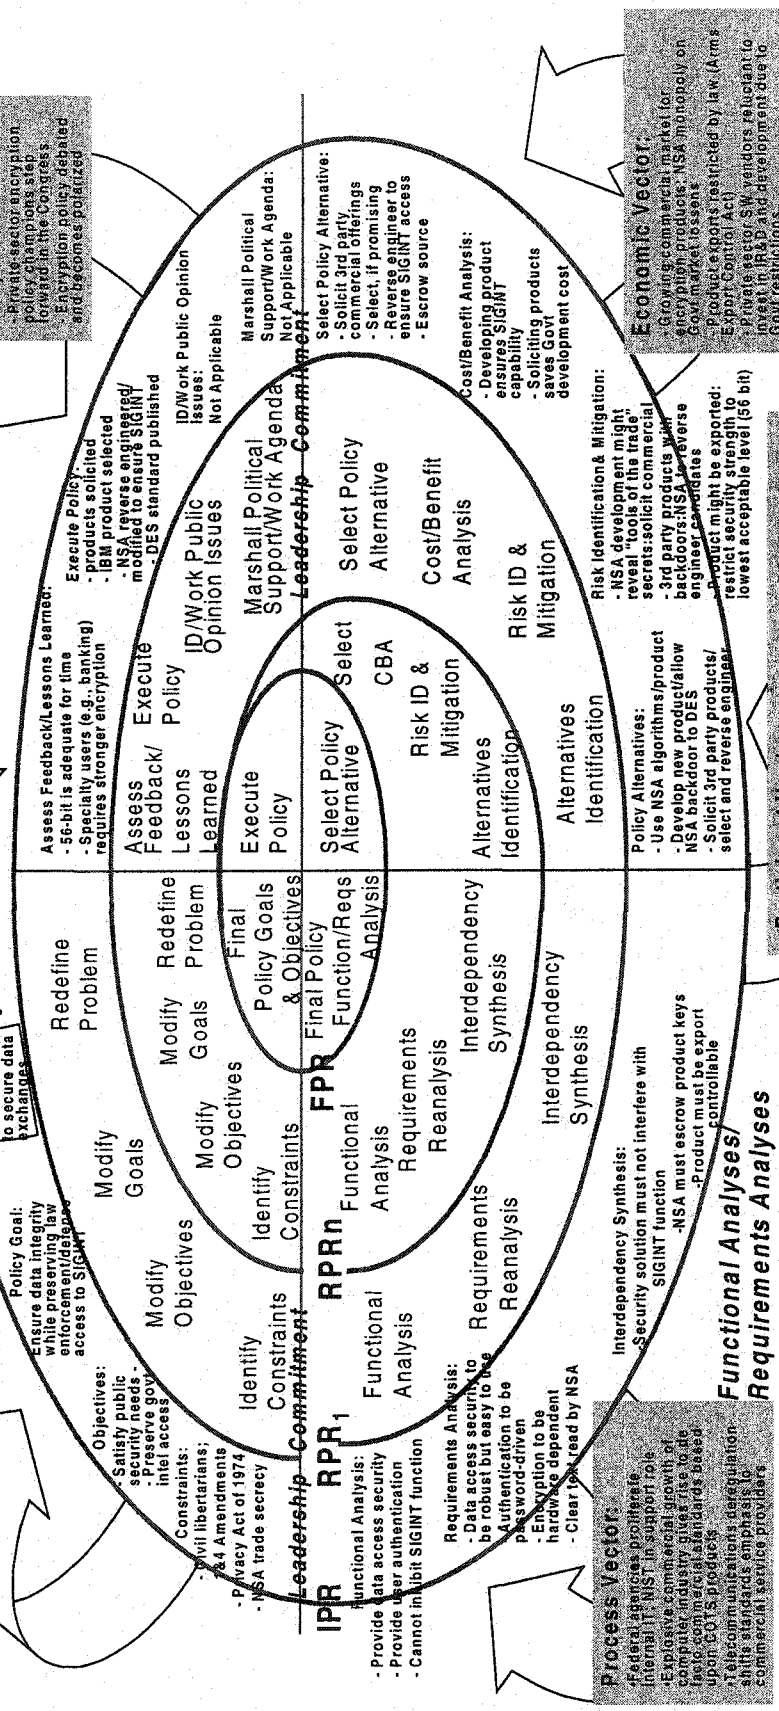 to secure data
exchanges
- Private-sector encryption
policy champions step
forward in the Congress
- Encryption policy debated
and becomes polarized
Policy Goal:
Ensure data integrity
while preserving law
enforcement/defense
access to SIGINT
Objectives:
- Satisfy public
security needs -
- Preserve govt
intel access
Constraints:
- Civil libertarians;
1&4 Amendments
- Privacy Act of 1974
- NSA trade secrecy
Modify
Goals
Redefine
Problem
Modify
Objectives
Identify
Constraints
Modify
Goals
Redefine
Problem
Modify
Objectives
Identify
Constraints
Final
Policy Goals
& Objectives
Assess Feedback/Lessons Learned:
- 56-bit is adequate for time
- Specialty users (e.g., banking)
requires stronger encryption
Execute Policy:
- products solicited
- IBM product selected
- NSA reverse engineered/
modified to ensure SIGINT
- DES standard published
ID/Work Public Opinion
Issues:
Not Applicable
Marshall Political
Support/Work Agenda:
Not Applicable
Assess
Feedback/
Lessons
Learned
Execute
Policy
ID/Work Public
Opinion Issues
Marshall Political
Support/Work Agenda
Execute
Policy
Leadership Commitment
Leadership Commitment
IPR
RPR1
RPRn
FPR
Functional Analysis:
- Provide data access security
- Provide user authentication
- Cannot inhibit SIGINT function
Requirements Analysis:
- Data access security to
be robust but easy to use
- Authentication to be
password-driven
- Encryption to be
hardware dependent
- Clear text read by NSA
Functional
Analysis
Requirements
Reanalysis
Interdependency
Synthesis
Functional
Analysis
Requirements
Reanalysis
Interdependency
Synthesis
Final Policy
Function/Reqs
Analysis
Interdependency Synthesis:
-Security solution must not interfere with
SIGINT function
-NSA must escrow product keys
-Product must be export
controllable
Functional Analyses/
Requirements Analyses
Select Policy
Alternative
Select
CBA
Risk ID &
Mitigation
Alternatives
Identification
Select Policy
Alternative
Cost/Benefit
Analysis
Risk ID &
Mitigation
Alternatives
Identification
Select Policy Alternative:
- Solicit 3rd party
commercial offerings
- Select, if promising
- Reverse engineer to
ensure SIGINT access
- Escrow source
Cost/Benefit Analysis:
- Developing product
ensures SIGINT
capability
- Soliciting products
saves Govt
development cost
Risk Identification & Mitigation:
- NSA development might
reveal "tools of the trade"
secrets:solicit commercial
- 3rd party products with
backdoors:NSA to reverse
engineer candidates
-Product might be exported:
restrict security strength to
lowest acceptable level (56 bit)
Policy Alternatives:
- Use NSA algorithms/product
- Develop new product/allow
NSA backdoor to DES
- Solicit 3rd party products/
select and reverse engineer
Process Vector:
-Federal agencies proliferate
internal IT, NIST in support role
-Explosive commercial growth of
computer industry gives rise to de
facto commercial standards based
upon COTS products
-Telecommunications deregulation
shifts standards emphasis to
commercial service providers
Economic Vector:
- Growing commercial market for
encryption products: NSA monopoly on
Govt market lossens
- Product exports restricted by law (Arms
Export Control Act)
- Private sector SW vendors reluctant to
invest in IR&D and development due to